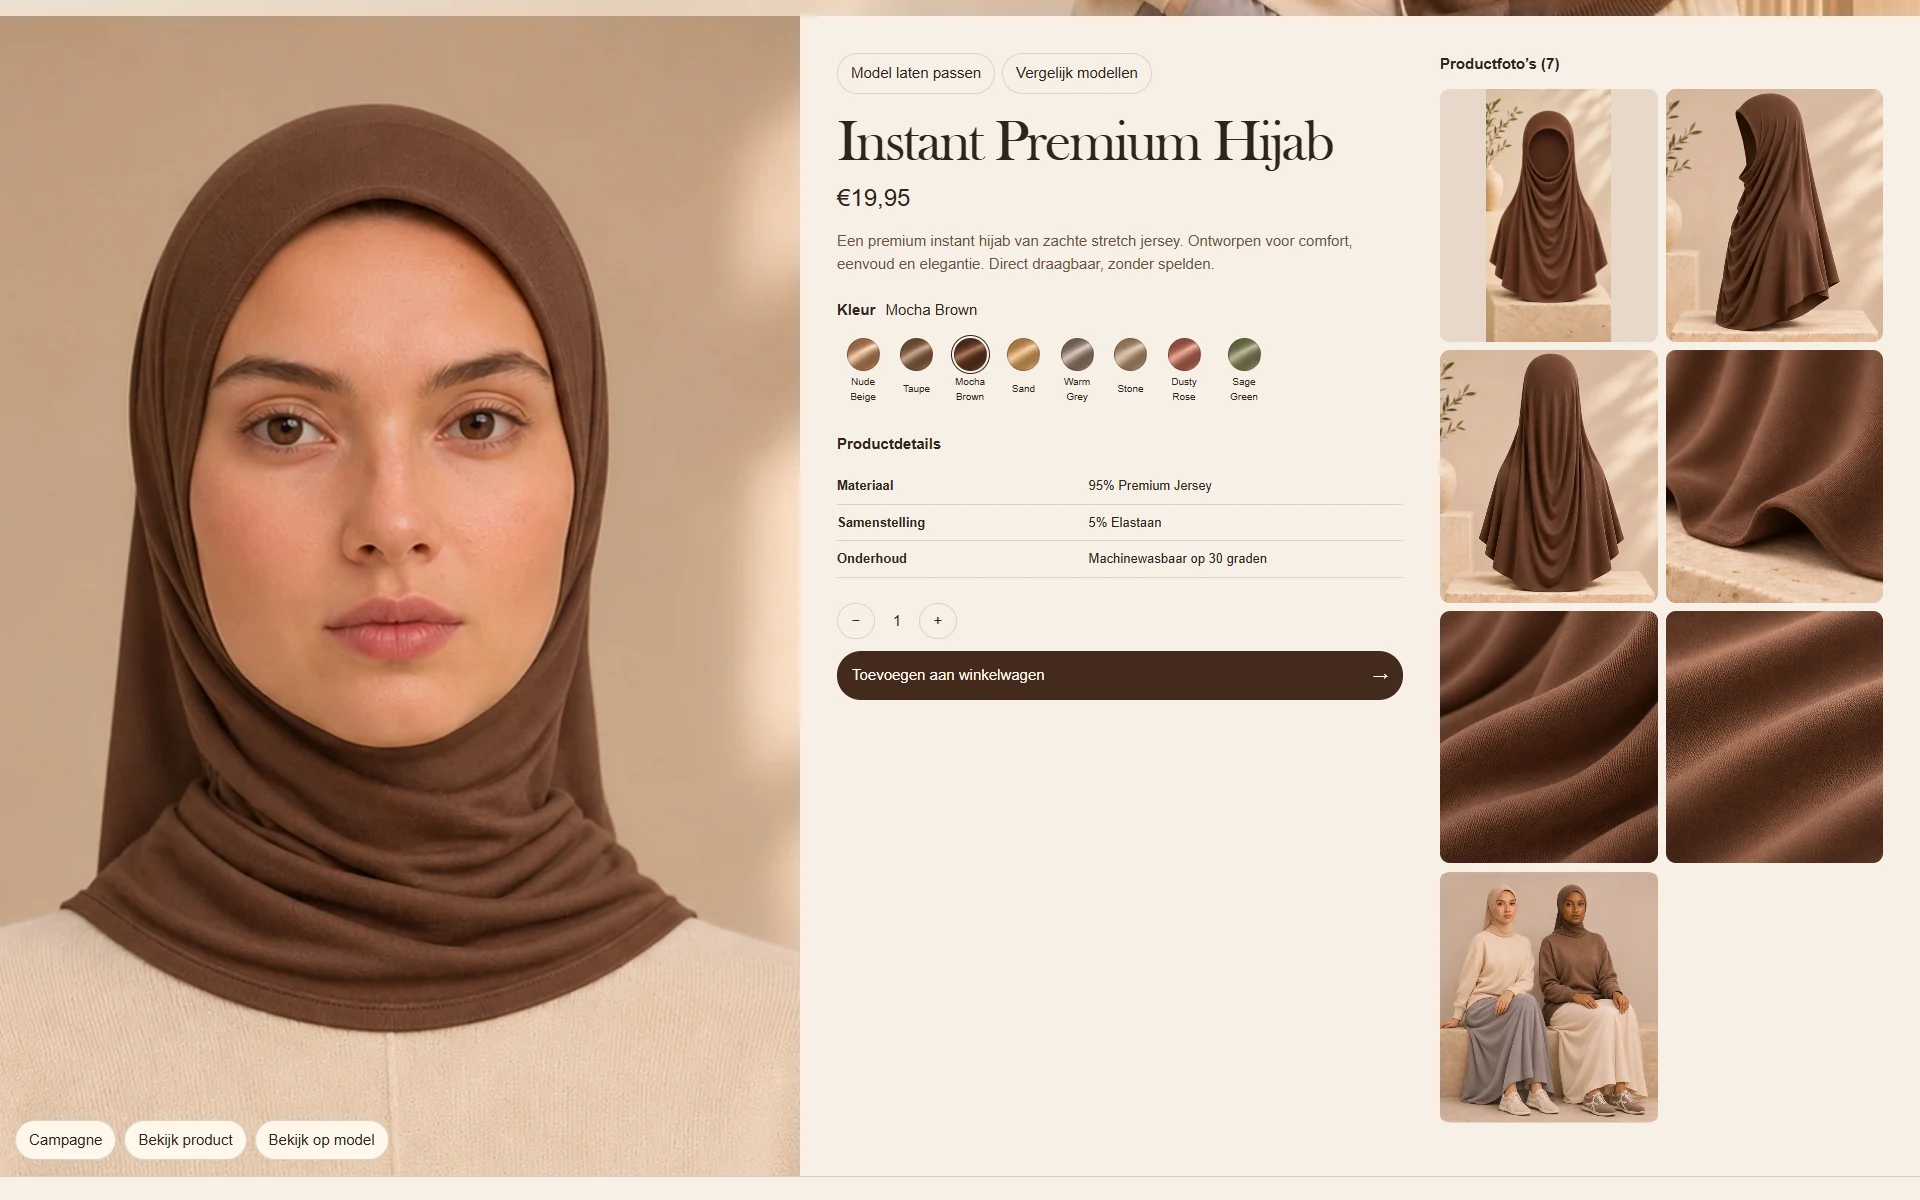 Model laten passen
Vergelijk modellen
Instant Premium Hijab
€19,95
Een premium instant hijab van zachte stretch jersey. Ontworpen voor comfort,
eenvoud en elegantie. Direct draagbaar, zonder spelden.
Kleur Mocha Brown
Nude Beige
Taupe
Mocha Brown
Sand
Warm Grey
Stone
Dusty Rose
Sage Green
Productdetails
Materiaal 95% Premium Jersey
Samenstelling 5% Elastaan
Onderhoud Machinewasbaar op 30 graden
− 1 +
Toevoegen aan winkelwagen →
Productfoto’s (7)
Campagne
Bekijk product
Bekijk op model